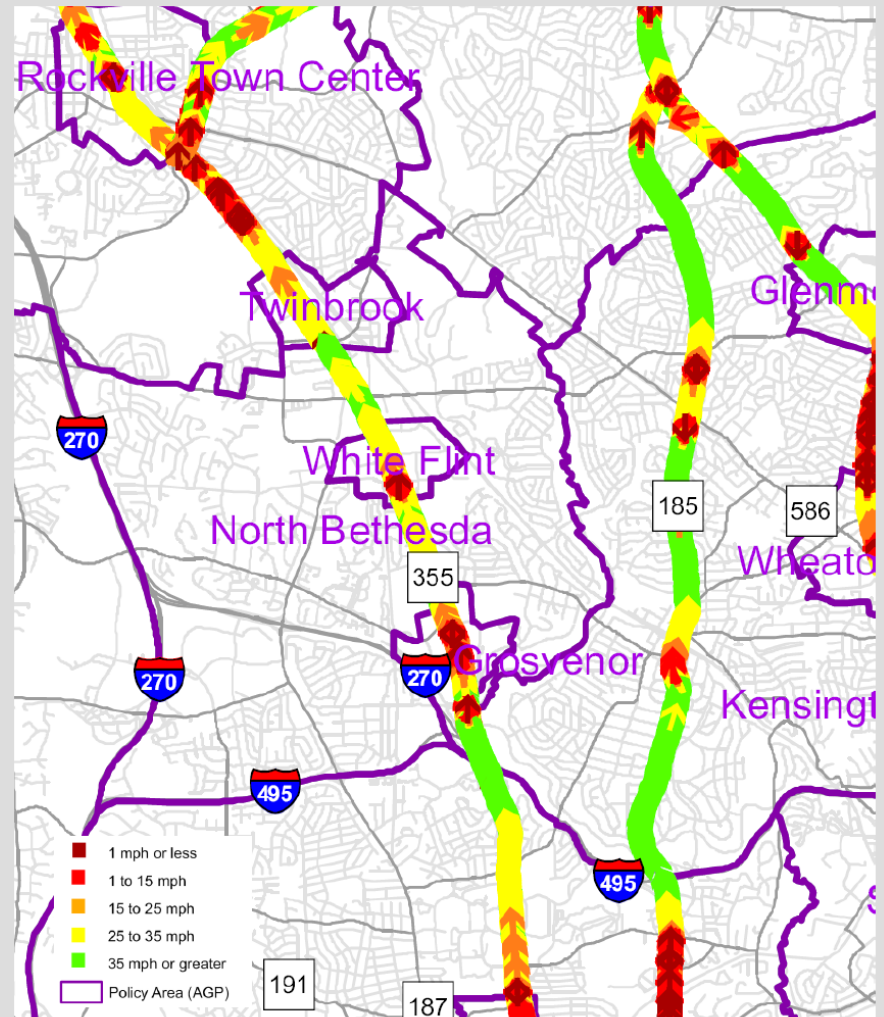 Rockville Town Center
Twinbrook
Glenm
270
White Flint
185
586
North Bethesda
Wheato
355
270
270
Grosvenor
Kensingt
495
495
1 mph or less
1 to 15 mph
15 to 25 mph
25 to 35 mph
35 mph or greater
Policy Area (AGP)
191
187